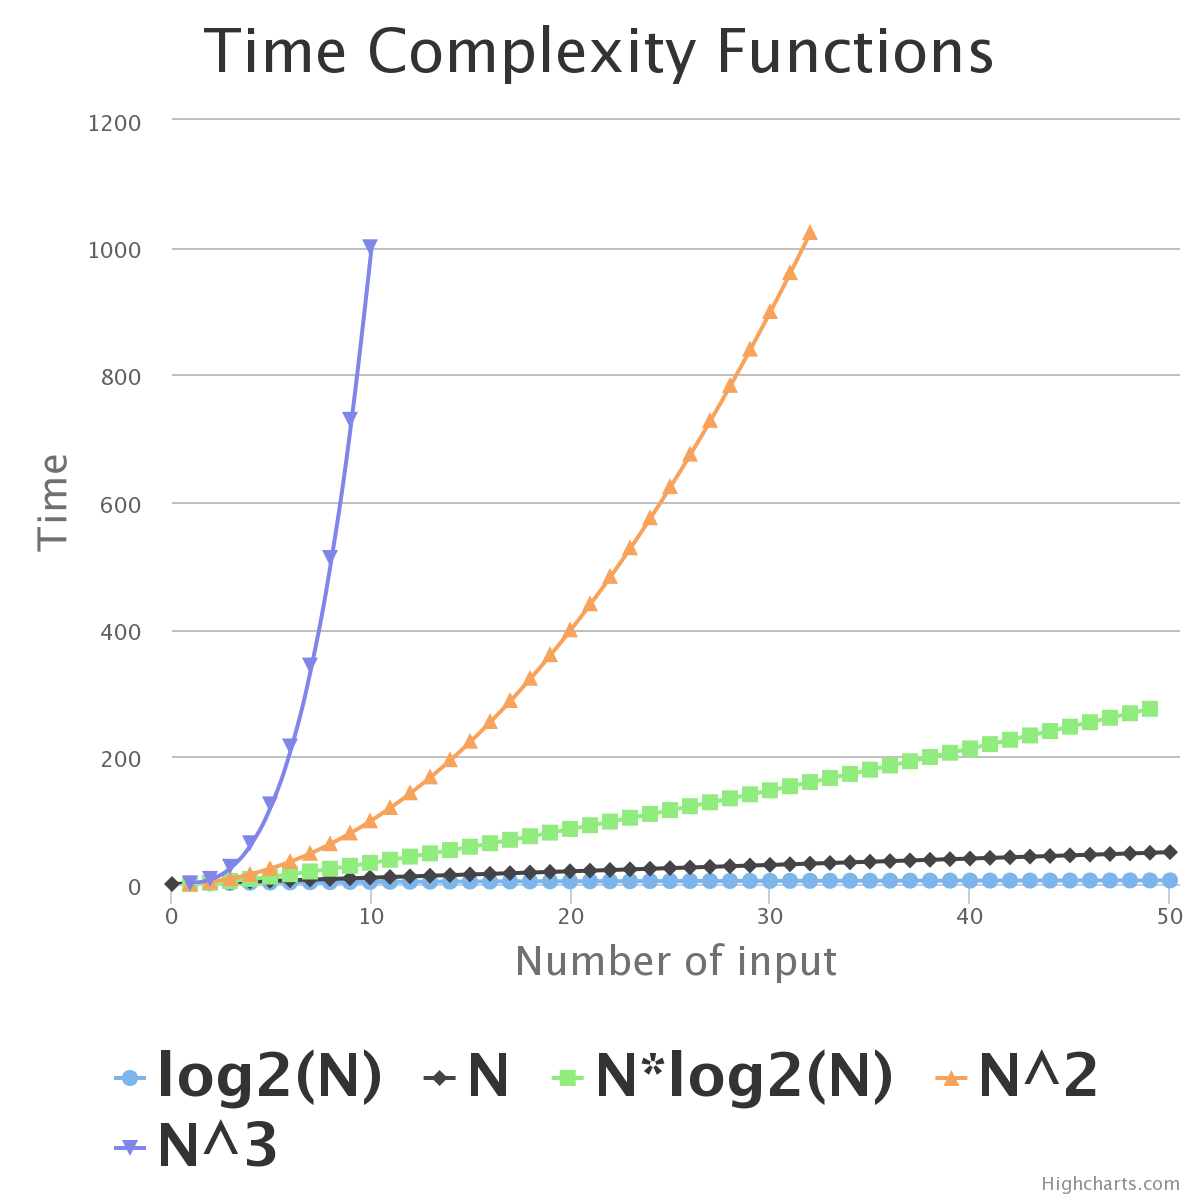 Time Complexity Functions
1200
1000
800
600
400
200
0
Time
0 10 20 30 40 50
Number of input
log2(N) N N*log2(N) N^2
N^3
Highcharts.com